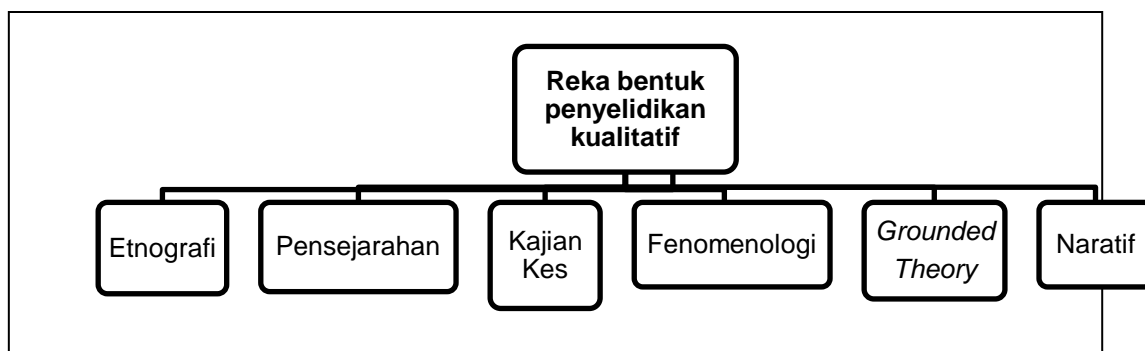 Reka bentuk
penyelidikan
kualitatif
Etnografi
Pensejarahan
Kajian
Kes
Fenomenologi
Grounded
Theory
Naratif